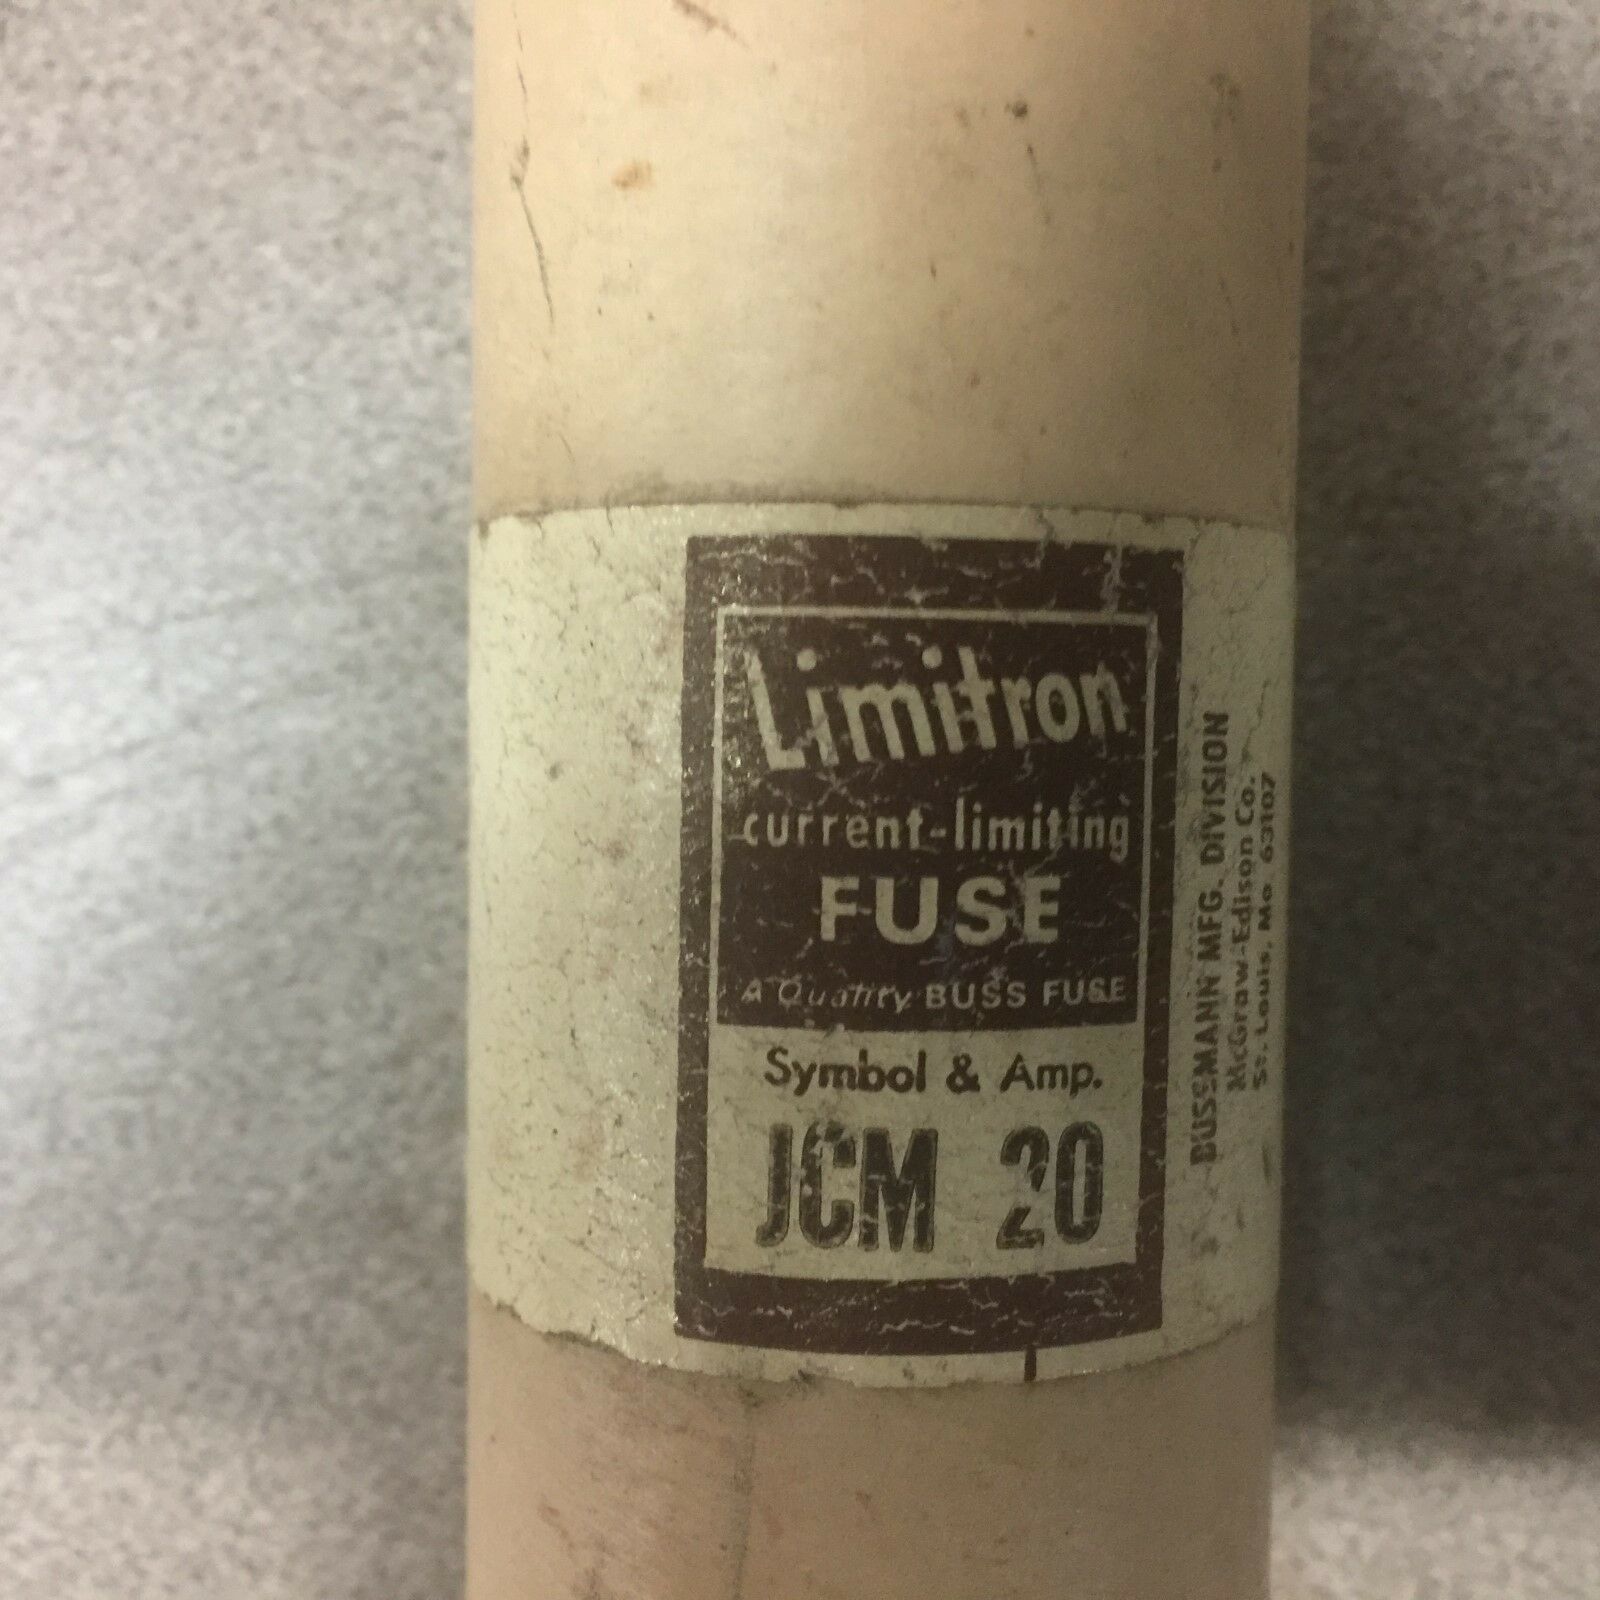 Limitron
current-limiting
FUSE
A Quality BUSS FUSE
Symbol & Amp.
JCM 20
BUSSMANN MFG. DIVISION
McGraw-Edison Co.
St. Louis, Mo 63107